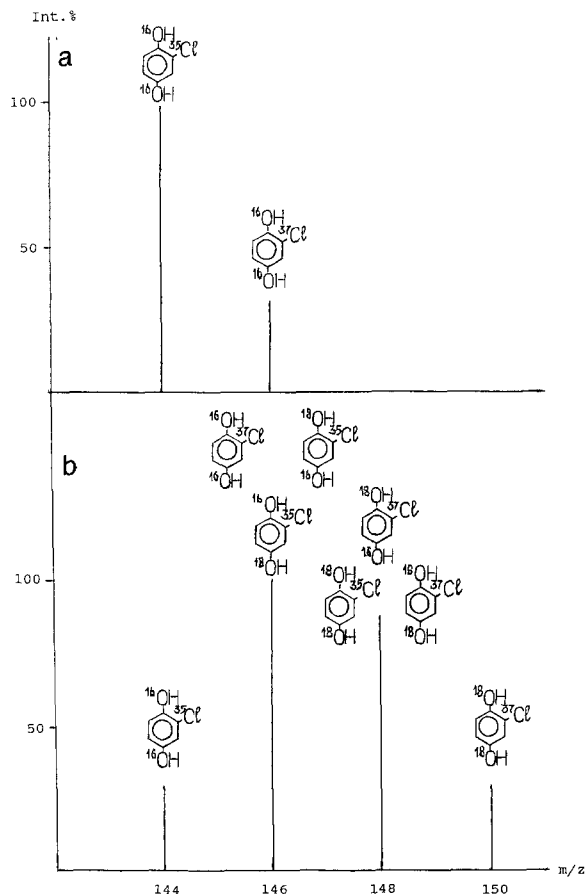 Int.%
a
100
50
16OH
35Cl
16OH
16OH
37Cl
16OH
b
100
50
16OH
37Cl
16OH
18OH
35Cl
16OH
16OH
35Cl
18OH
18OH
37Cl
16OH
18OH
35Cl
18OH
16OH
37Cl
18OH
16OH
35Cl
16OH
18OH
37Cl
18OH
144
146
148
150
m/z